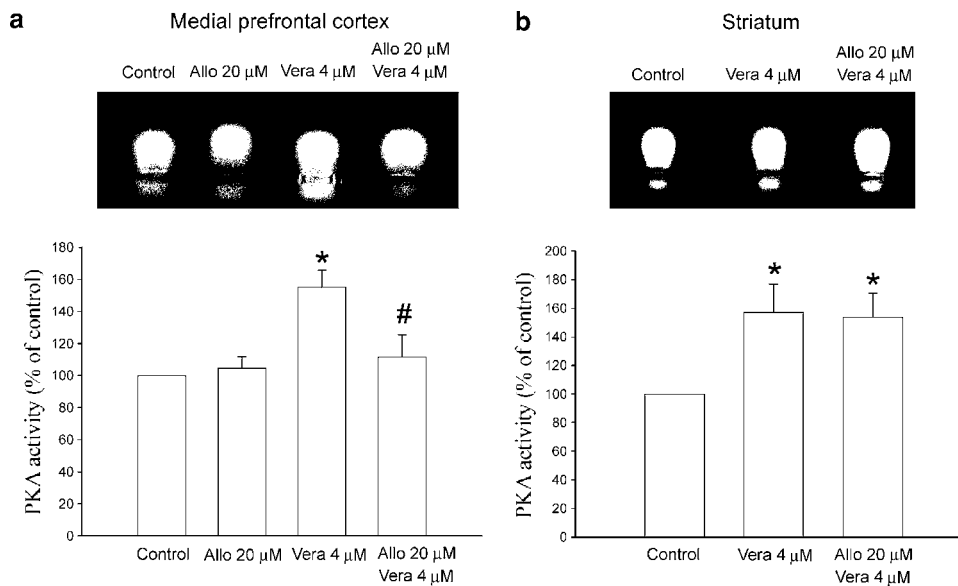 a
Medial prefrontal cortex
Control
Allo 20 µM
Vera 4 µM
Allo 20 µM
Vera 4 µM
PKA activity (% of control)
180
160
140
120
100
80
60
40
20
0
*
#
Control
Allo 20 µM
Vera 4 µM
Allo 20 µM
Vera 4 µM
b
Striatum
Control
Vera 4 µM
Allo 20 µM
Vera 4 µM
PKA activity (% of control)
200
180
160
140
120
100
80
60
40
20
0
*
*
Control
Vera 4 µM
Allo 20 µM
Vera 4 µM